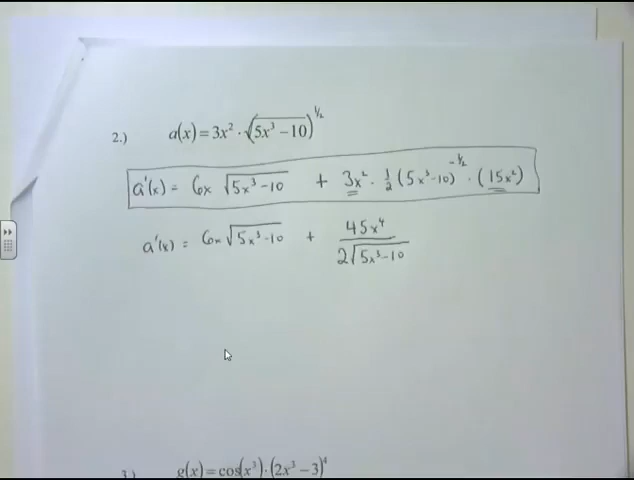 2.) a(x) = 3x² · √(5x³ − 10)^1/2
a'(x) = 6x √(5x³ − 10) + 3x² · 1/2 (5x³ − 10)^−1/2 · (15x²)
a'(x) = 6x √(5x³ − 10) + 45x⁴ / 2√(5x³ − 10)
3.) g(x) = cos(x³) · (2x³ − 3)⁴